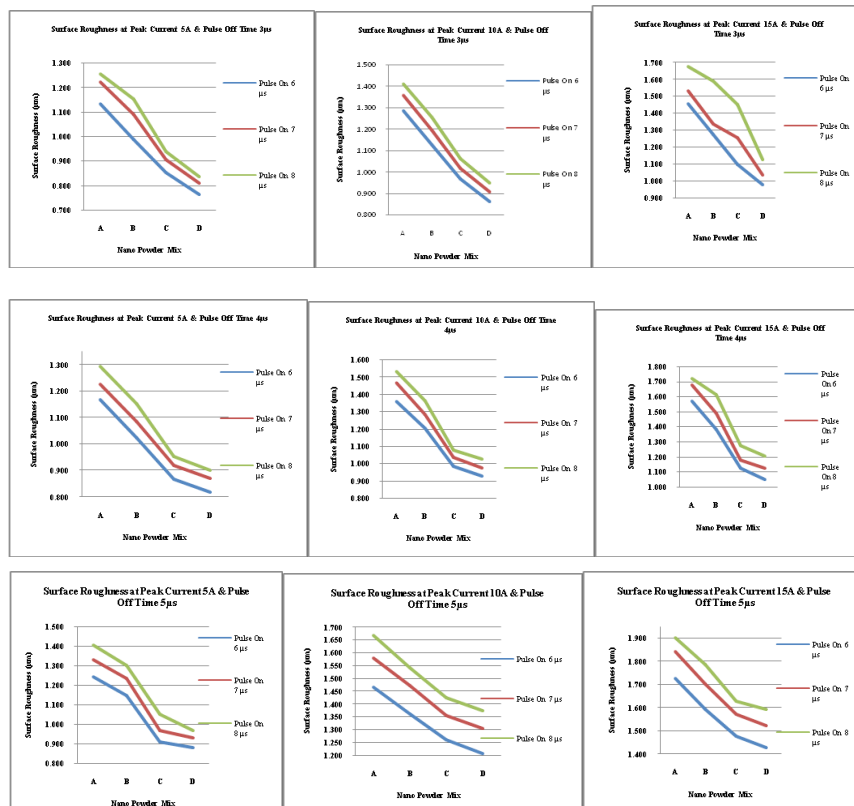 Surface Roughness at Peak Current 5A & Pulse Off Time 3µs
Surface Roughness (µm)
1.300
1.200
1.100
1.000
0.900
0.800
0.700
A B C D
Nano Powder Mix
Pulse On 6
µs
Pulse On 7
µs
Pulse On 8
µs
Surface Roughness at Peak Current 10A & Pulse Off
Time 3µs
Surface Roughness (µm)
1.500
1.400
1.300
1.200
1.100
1.000
0.900
0.800
A B C D
Nano Powder Mix
Pulse On 6
µs
Pulse On 7
µs
Pulse On 8
µs
Surface Roughness at Peak Current 15A & Pulse Off
Time 3µs
Surface Roughness (µm)
1.700
1.600
1.500
1.400
1.300
1.200
1.100
1.000
0.900
A B C D
Nano Powder Mix
Pulse On
6 µs
Pulse On
7 µs
Pulse On
8 µs
Surface Roughness at Peak Current 5A & Pulse Off Time 4µs
Surface Roughness (µm)
1.300
1.200
1.100
1.000
0.900
0.800
A B C D
Nano Powder Mix
Pulse On 6
µs
Pulse On 7
µs
Pulse On 8
µs
Surface Roughness at Peak Current 10A & Pulse Off Time
4µs
Surface Roughness (µm)
1.600
1.500
1.400
1.300
1.200
1.100
1.000
0.900
0.800
A B C D
Nano Powder Mix
Pulse On 6
µs
Pulse On 7
µs
Pulse On 8
µs
Surface Roughness at Peak Current 15A & Pulse Off
Time 4µs
Surface Roughness (µm)
1.800
1.700
1.600
1.500
1.400
1.300
1.200
1.100
1.000
A B C D
Nano Powder Mix
Pulse
On 6 µs
Pulse
On 7 µs
Pulse
On 8 µs
Surface Roughness at Peak Current 5A & Pulse
Off Time 5µs
Surface Roughness (µm)
1.500
1.400
1.300
1.200
1.100
1.000
0.900
0.800
A B C D
Nano Powder Mix
Pulse On
6 µs
Pulse On
7 µs
Pulse On
8 µs
Surface Roughness at Peak Current 10A & Pulse
Off Time 5µs
Surface Roughness (µm)
1.700
1.650
1.600
1.550
1.500
1.450
1.400
1.350
1.300
1.250
1.200
A B C D
Nano Powder Mix
Pulse On 6 µs
Pulse On 7 µs
Pulse On 8 µs
Surface Roughness at Peak Current 15A & Pulse
Off Time 5µs
Surface Roughness (µm)
1.900
1.800
1.700
1.600
1.500
1.400
A B C D
Nano Powder Mix
Pulse On 6
µs
Pulse On 7
µs
Pulse On 8
µs